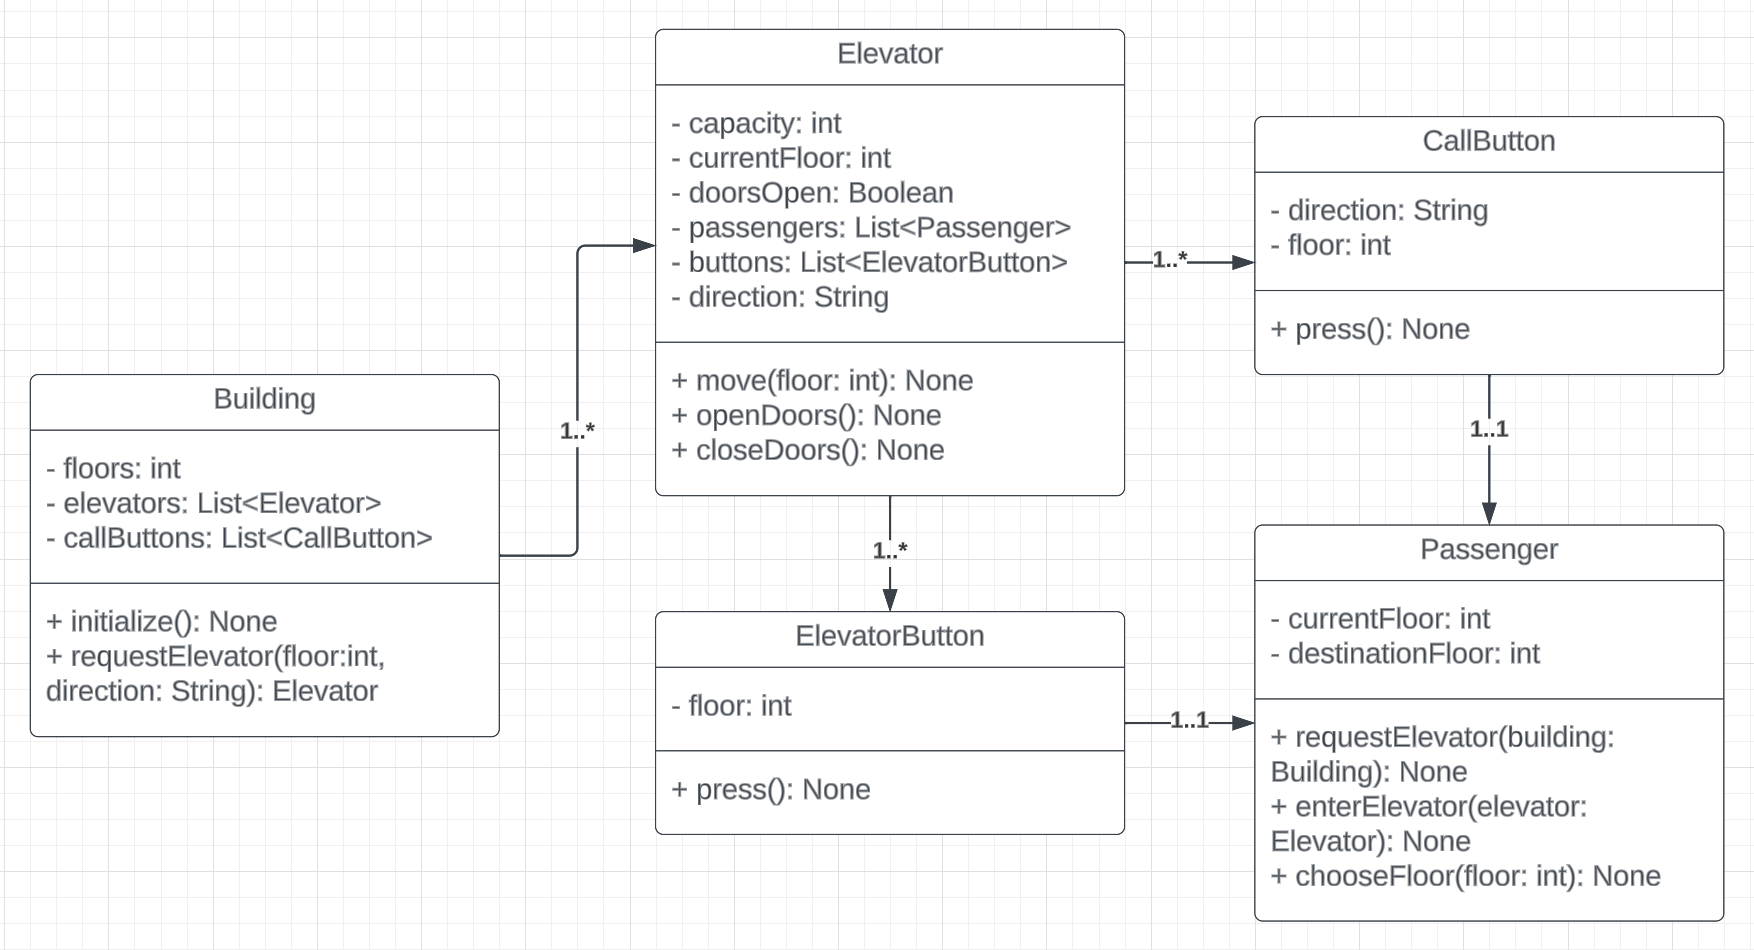 Elevator
- capacity: int
- currentFloor: int
- doorsOpen: Boolean
- passengers: List<Passenger>
- buttons: List<ElevatorButton>
- direction: String
+ move(floor: int): None
+ openDoors(): None
+ closeDoors(): None
1..*
CallButton
- direction: String
- floor: int
+ press(): None
Building
- floors: int
- elevators: List<Elevator>
- callButtons: List<CallButton>
+ initialize(): None
+ requestElevator(floor:int,
direction: String): Elevator
1..*
1..1
1..*
ElevatorButton
- floor: int
+ press(): None
1..1
Passenger
- currentFloor: int
- destinationFloor: int
+ requestElevator(building:
Building): None
+ enterElevator(elevator:
Elevator): None
+ chooseFloor(floor: int): None